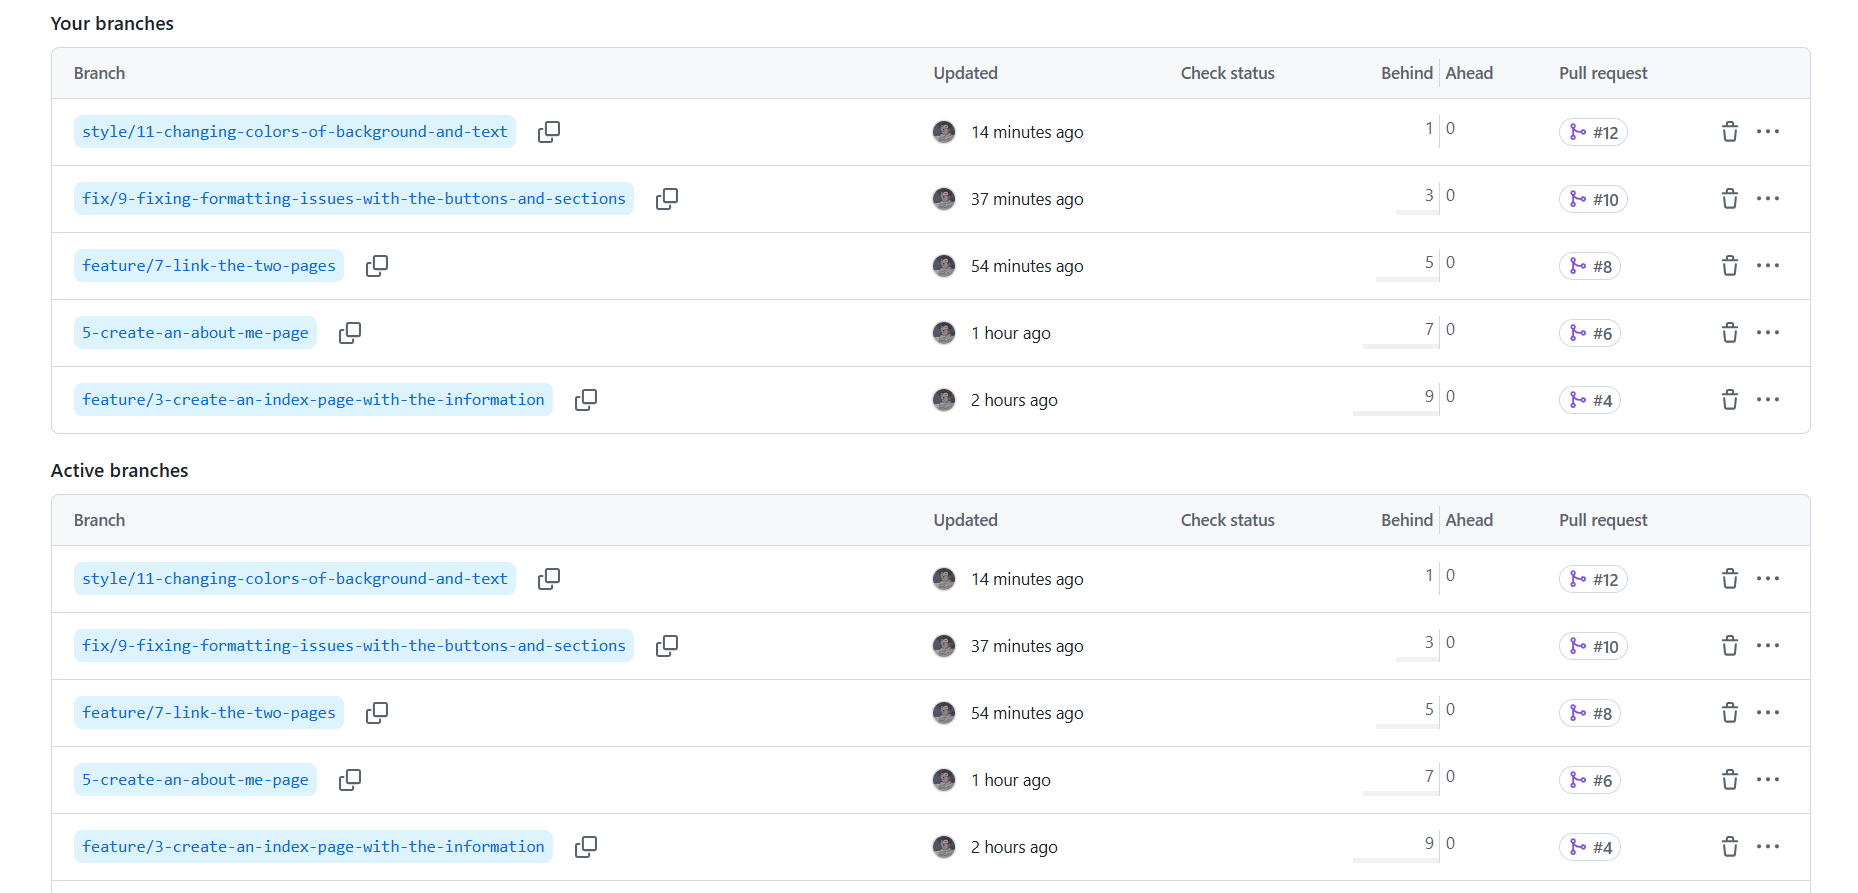 Your branches
Branch Updated Check status Behind Ahead Pull request
style/11-changing-colors-of-background-and-text 14 minutes ago 1 0 #12
fix/9-fixing-formatting-issues-with-the-buttons-and-sections 37 minutes ago 3 0 #10
feature/7-link-the-two-pages 54 minutes ago 5 0 #8
5-create-an-about-me-page 1 hour ago 7 0 #6
feature/3-create-an-index-page-with-the-information 2 hours ago 9 0 #4
Active branches
Branch Updated Check status Behind Ahead Pull request
style/11-changing-colors-of-background-and-text 14 minutes ago 1 0 #12
fix/9-fixing-formatting-issues-with-the-buttons-and-sections 37 minutes ago 3 0 #10
feature/7-link-the-two-pages 54 minutes ago 5 0 #8
5-create-an-about-me-page 1 hour ago 7 0 #6
feature/3-create-an-index-page-with-the-information 2 hours ago 9 0 #4